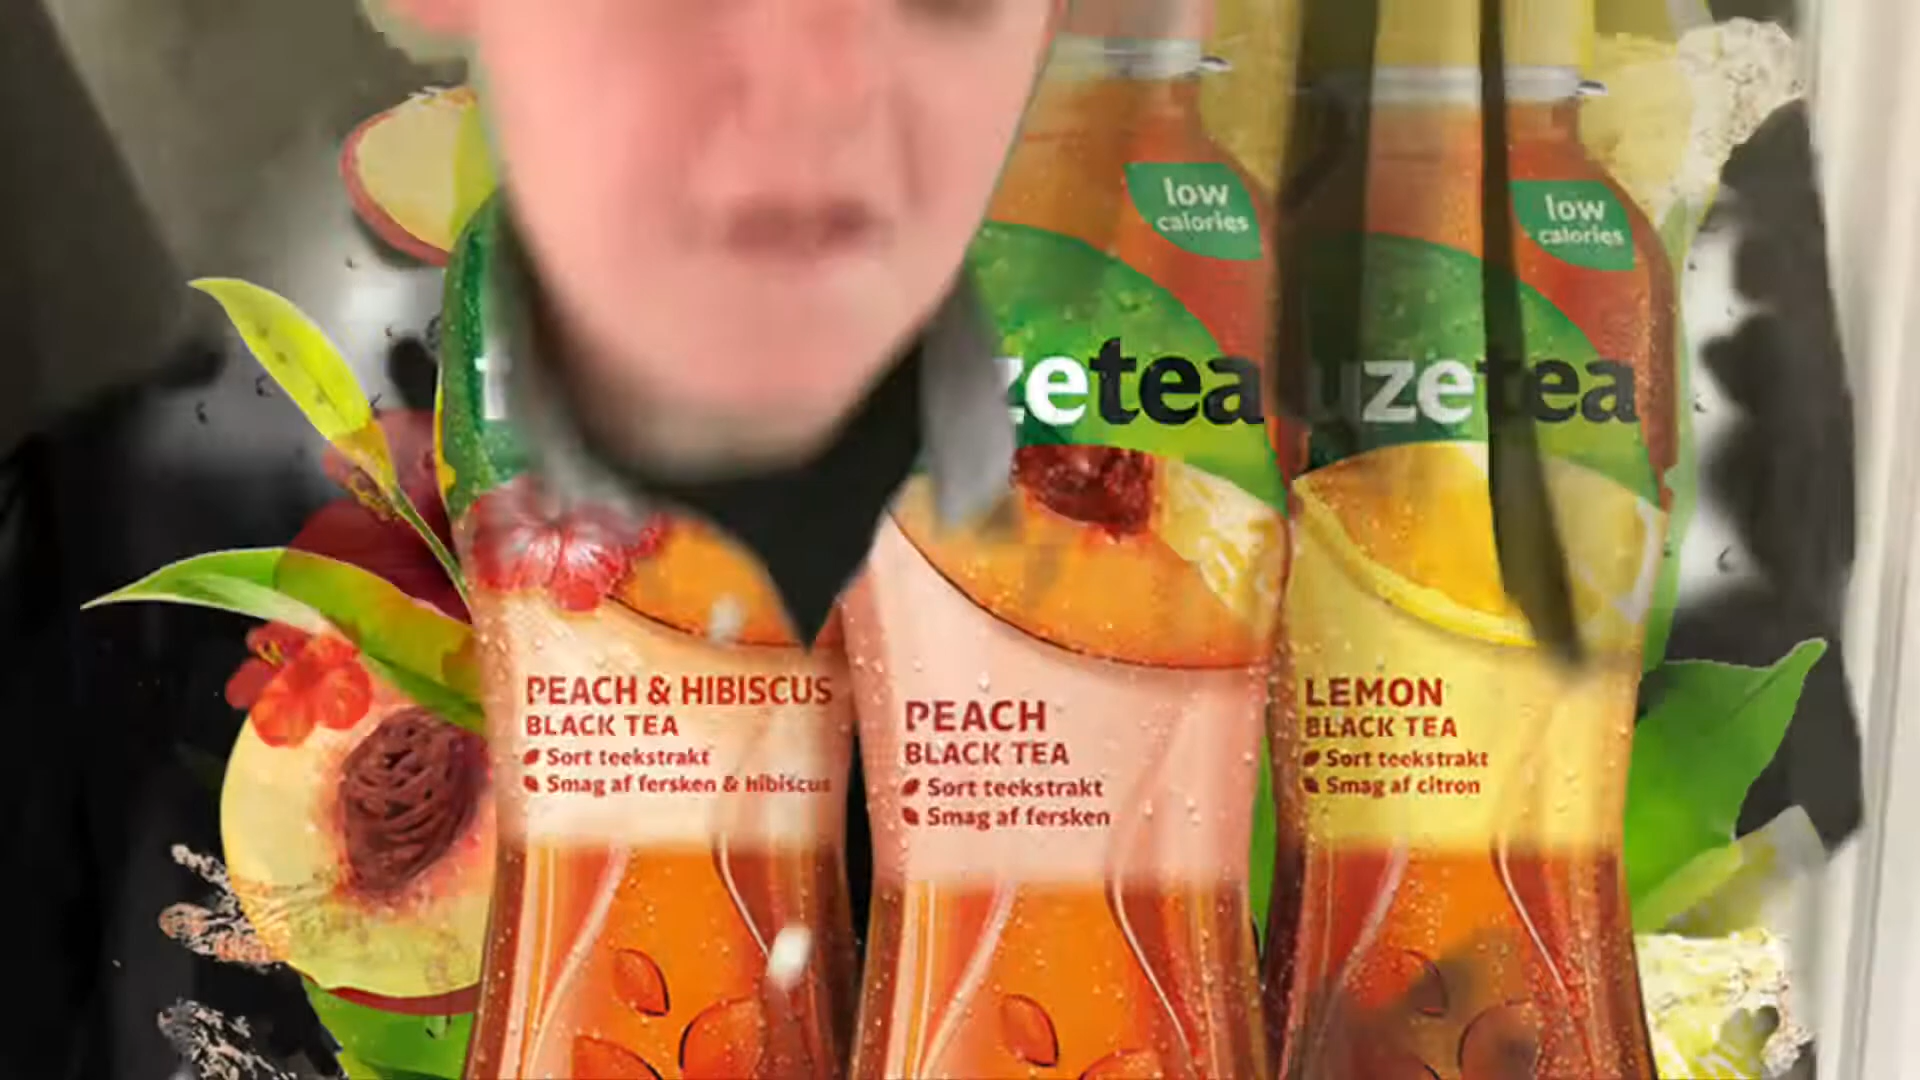 low
calories
low
calories
zetea
uzetea
PEACH & HIBISCUS
BLACK TEA
Sort teekstrakt
Smag af fersken & hibiscus
PEACH
BLACK TEA
Sort teekstrakt
Smag af fersken
LEMON
BLACK TEA
Sort teekstrakt
Smag af citron